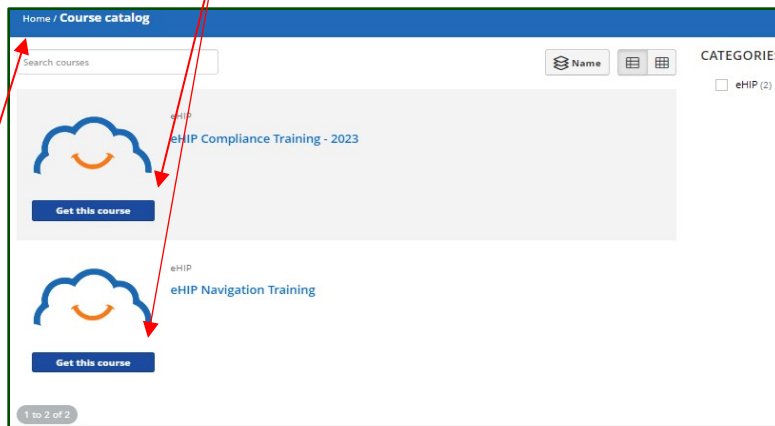 Home / Course catalog
Search courses
Name
CATEGORIES
eHIP (2)
eHIP
eHIP Compliance Training - 2023
Get this course
eHIP
eHIP Navigation Training
Get this course
1 to 2 of 2